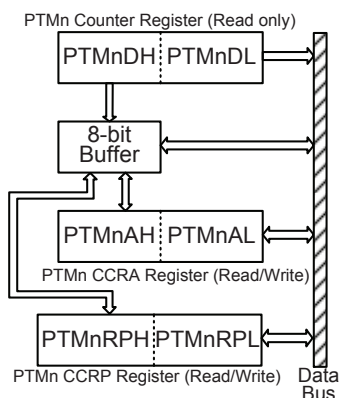 PTMn Counter Register (Read only)
PTMnDH PTMnDL
8-bit
Buffer
PTMnAH PTMnAL
PTMn CCRA Register (Read/Write)
PTMnRPH PTMnRPL
PTMn CCRP Register (Read/Write)
Data
Bus